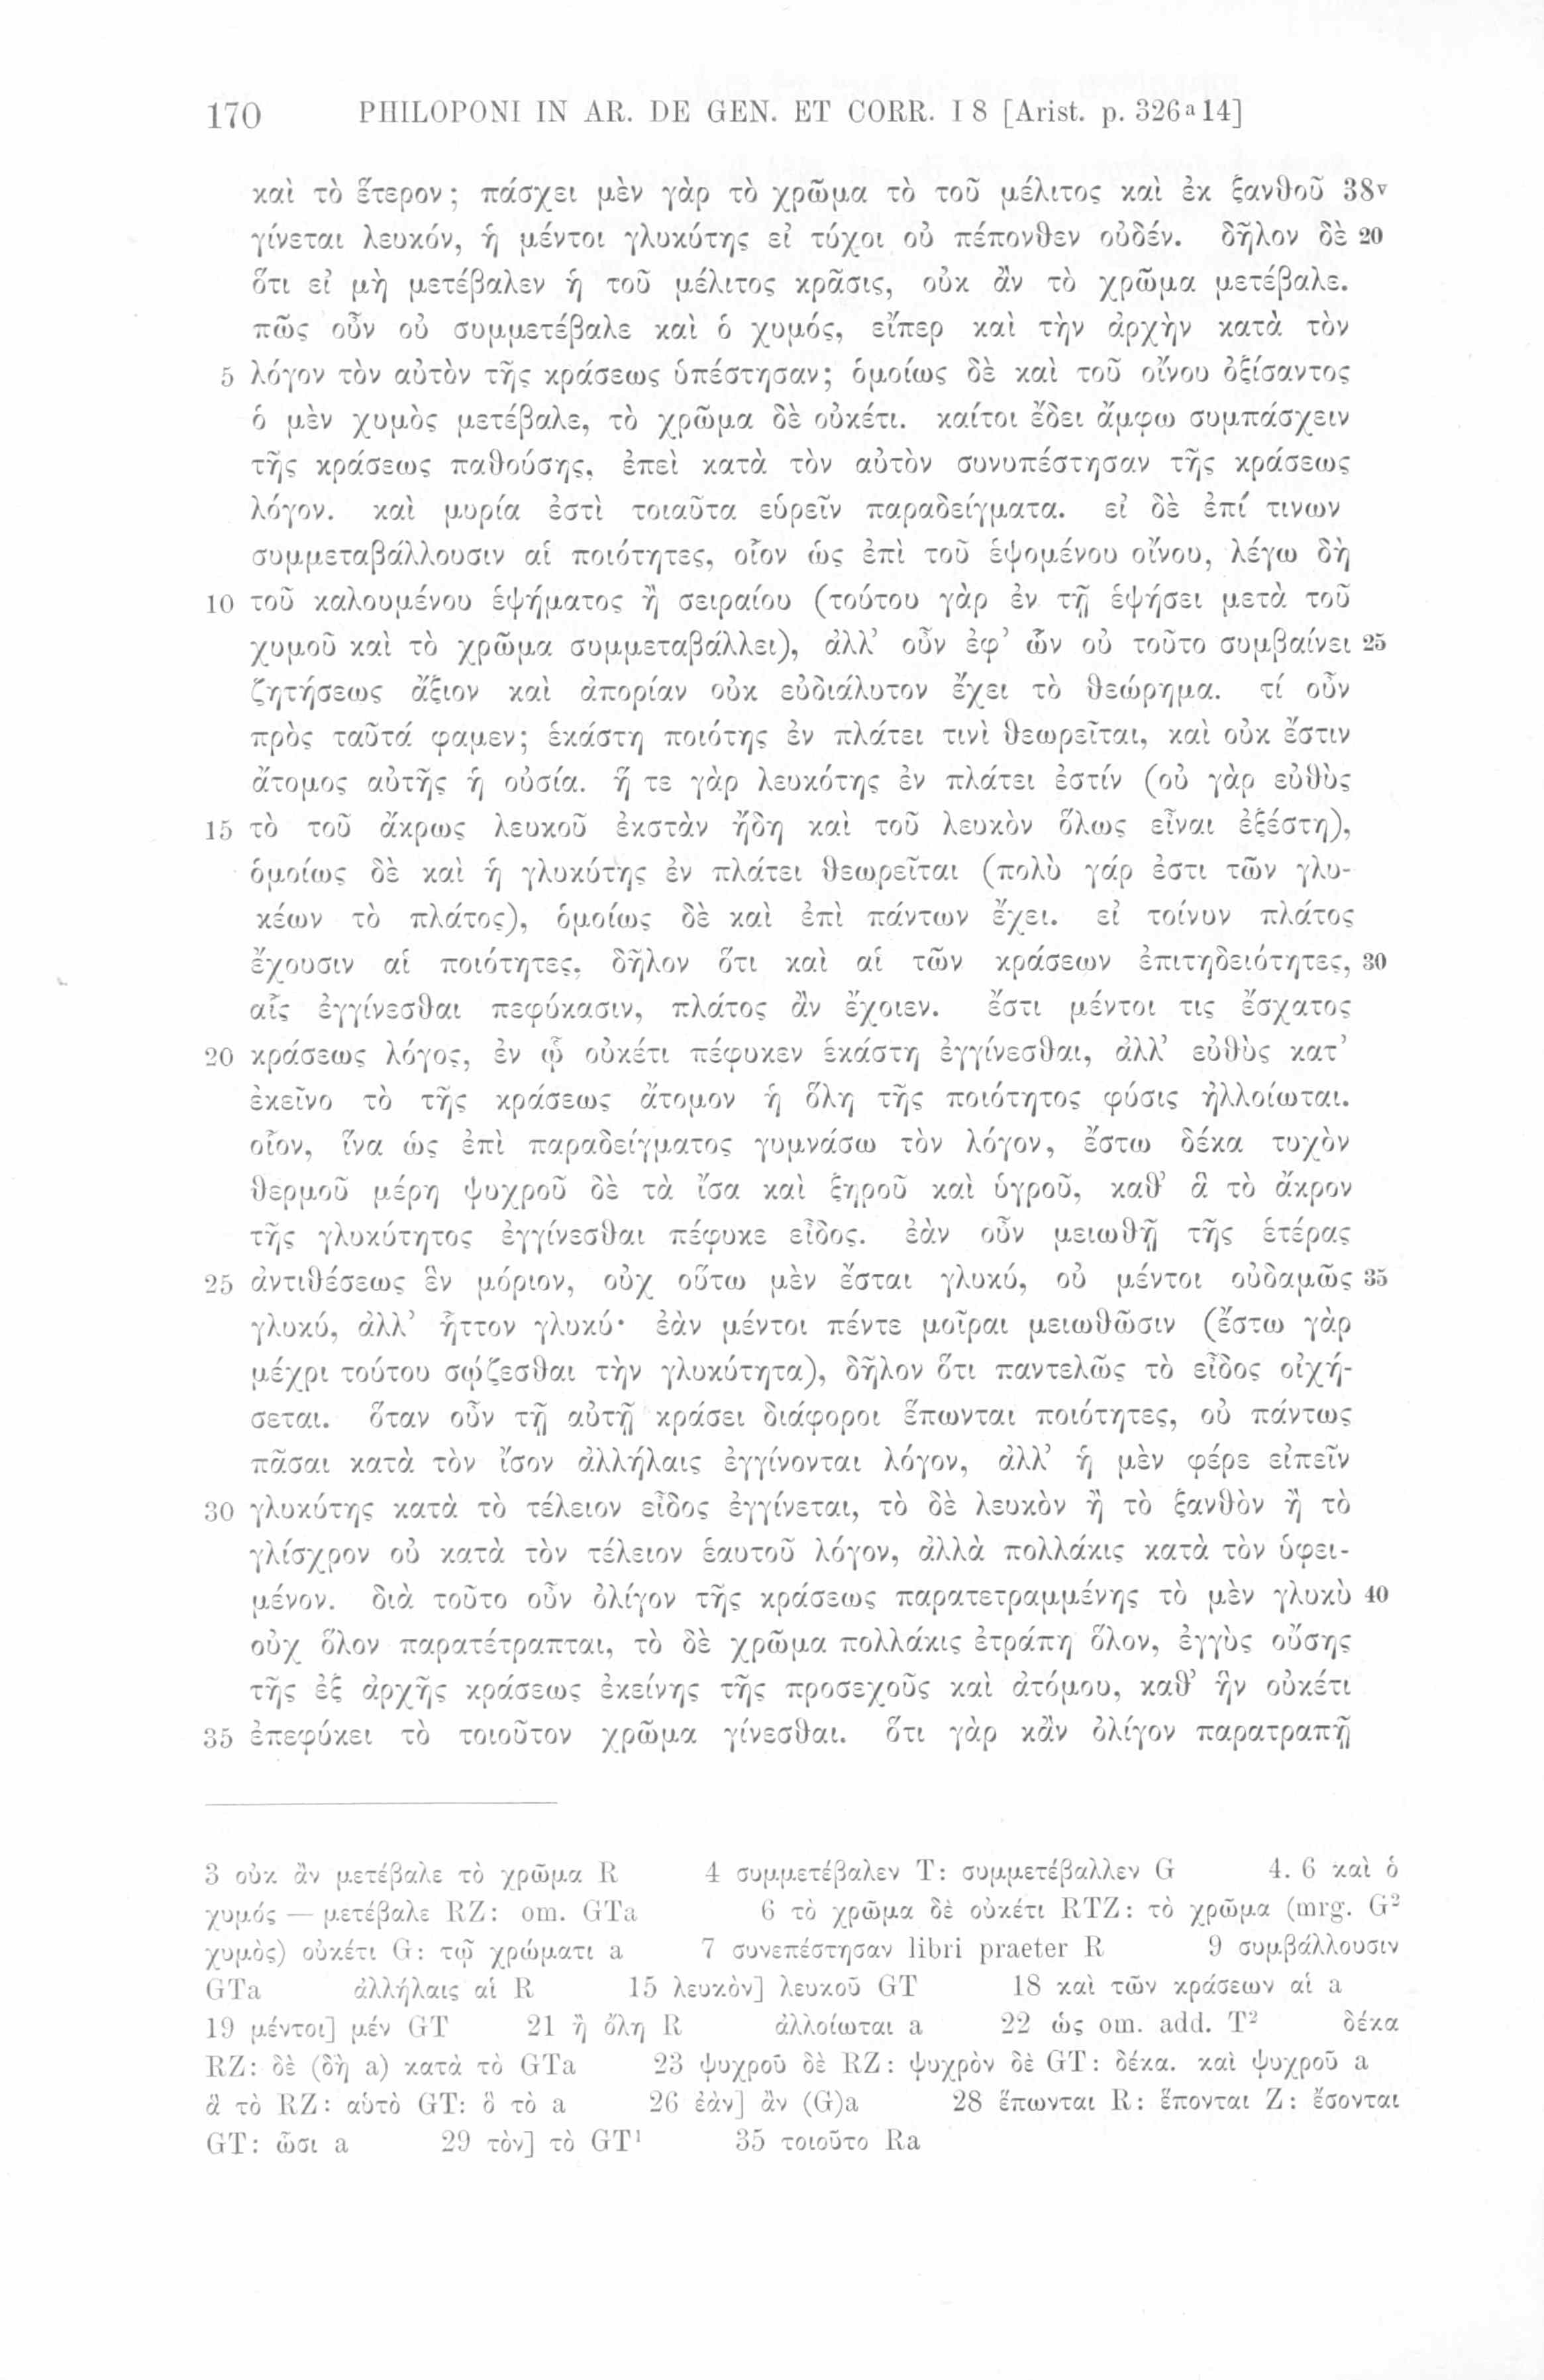 170 PHILOPONI IN AR. DE GEN. ET CORR. I 8 [Arist. p. 326a14]
καὶ τὸ ἕτερον; πάσχει μὲν γὰρ τὸ χρῶμα τὸ τοῦ μέλιτος καὶ ἐκ ξανθοῦ 38v
γίνεται λευκόν, ἡ μέντοι γλυκύτης εἰ τύχοι οὐ πέπονθεν οὐδέν. δῆλον δὲ 20
ὅτι εἰ μὴ μετέβαλεν ἡ τοῦ μέλιτος κρᾶσις, οὐκ ἂν τὸ χρῶμα μετέβαλε.
πῶς οὖν οὐ συμμετέβαλε καὶ ὁ χυμός, εἴπερ καὶ τὴν ἀρχὴν κατὰ τὸν
5 λόγον τὸν αὐτὸν τῆς κράσεως ὑπέστησαν; ὁμοίως δὲ καὶ τοῦ οἴνου ὀξίσαντος
ὁ μὲν χυμὸς μετέβαλε, τὸ χρῶμα δὲ οὐκέτι. καίτοι ἔδει ἄμφω συμπάσχειν
τῆς κράσεως παθούσης, ἐπεὶ κατὰ τὸν αὐτὸν συνυπέστησαν τῆς κράσεως
λόγον. καὶ μυρία ἐστὶ τοιαῦτα εὑρεῖν παραδείγματα. εἰ δὲ ἐπί τινων
συμμεταβάλλουσιν αἱ ποιότητες, οἷον ὡς ἐπὶ τοῦ ἑψομένου οἴνου, λέγω δὴ
10 τοῦ καλουμένου ἑψήματος ἢ σειραίου (τούτου γὰρ ἐν τῇ ἑψήσει μετὰ τοῦ
χυμοῦ καὶ τὸ χρῶμα συμμεταβάλλει), ἀλλ’ οὖν ἐφ’ ὧν οὐ τοῦτο συμβαίνει 25
ζητήσεως ἄξιον καὶ ἀπορίαν οὐκ εὐδιάλυτον ἔχει τὸ θεώρημα. τί οὖν
πρὸς ταῦτά φαμεν; ἑκάστη ποιότης ἐν πλάτει τινὶ θεωρεῖται, καὶ οὐκ ἔστιν
ἄτομος αὐτῆς ἡ οὐσία. ἥ τε γὰρ λευκότης ἐν πλάτει ἐστίν (οὐ γὰρ εὐθὺς
15 τὸ τοῦ ἄκρως λευκοῦ ἐκστὰν ἤδη καὶ τοῦ λευκὸν ὅλως εἶναι ἐξέστη),
ὁμοίως δὲ καὶ ἡ γλυκύτης ἐν πλάτει θεωρεῖται (πολὺ γάρ ἐστι τῶν γλυ-
κέων τὸ πλάτος), ὁμοίως δὲ καὶ ἐπὶ πάντων ἔχει. εἰ τοίνυν πλάτος
ἔχουσιν αἱ ποιότητες, δῆλον ὅτι καὶ αἱ τῶν κράσεων ἐπιτηδειότητες, 30
αἷς ἐγγίνεσθαι πεφύκασιν, πλάτος ἂν ἔχοιεν. ἔστι μέντοι τις ἔσχατος
20 κράσεως λόγος, ἐν ᾧ οὐκέτι πέφυκεν ἑκάστη ἐγγίνεσθαι, ἀλλ’ εὐθὺς κατ’
ἐκεῖνο τὸ τῆς κράσεως ἄτομον ἡ ὅλη τῆς ποιότητος φύσις ἠλλοίωται.
οἷον, ἵνα ὡς ἐπὶ παραδείγματος γυμνάσω τὸν λόγον, ἔστω δέκα τυχὸν
θερμοῦ μέρη ψυχροῦ δὲ τὰ ἴσα καὶ ξηροῦ καὶ ὑγροῦ, καθ’ ἃ τὸ ἄκρον
τῆς γλυκύτητος ἐγγίνεσθαι πέφυκε εἶδος. ἐὰν οὖν μειωθῇ τῆς ἑτέρας
25 ἀντιθέσεως ἓν μόριον, οὐχ οὕτω μὲν ἔσται γλυκύ, οὐ μέντοι οὐδαμῶς 35
γλυκύ, ἀλλ’ ἧττον γλυκύ· ἐὰν μέντοι πέντε μοῖραι μειωθῶσιν (ἔστω γὰρ
μέχρι τούτου σῴζεσθαι τὴν γλυκύτητα), δῆλον ὅτι παντελῶς τὸ εἶδος οἰχή-
σεται. ὅταν οὖν τῇ αὐτῇ κράσει διάφοροι ἕπωνται ποιότητες, οὐ πάντως
πᾶσαι κατὰ τὸν ἴσον ἀλλήλαις ἐγγίνονται λόγον, ἀλλ’ ἡ μὲν φέρε εἰπεῖν
30 γλυκύτης κατὰ τὸ τέλειον εἶδος ἐγγίνεται, τὸ δὲ λευκὸν ἢ τὸ ξανθὸν ἢ τὸ
γλίσχρον οὐ κατὰ τὸν τέλειον ἑαυτοῦ λόγον, ἀλλὰ πολλάκις κατὰ τὸν ὑφει-
μένον. διὰ τοῦτο οὖν ὀλίγον τῆς κράσεως παρατετραμμένης τὸ μὲν γλυκὺ 40
οὐχ ὅλον παρατέτραπται, τὸ δὲ χρῶμα πολλάκις ἐτράπη ὅλον, ἐγγὺς οὔσης
τῆς ἐξ ἀρχῆς κράσεως ἐκείνης τῆς προσεχοῦς καὶ ἀτόμου, καθ’ ἣν οὐκέτι
35 ἐπεφύκει τὸ τοιοῦτον χρῶμα γίνεσθαι. ὅτι γὰρ κἂν ὀλίγον παρατραπῇ
3 οὐκ ἂν μετέβαλε τὸ χρῶμα R 4 συμμετέβαλεν T: συμμετέβαλλεν G 4. 6 καὶ ὁ
χυμός — μετέβαλε RZ: om. GTa 6 τὸ χρῶμα δὲ οὐκέτι RTZ: τὸ χρῶμα (mrg. G²
χυμὸς) οὐκέτι G: τῷ χρώματι a 7 συνεπέστησαν libri praeter R 9 συμβάλλουσιν
GTa ἀλλήλαις αἱ R 15 λευκὸν] λευκοῦ GT 18 καὶ τῶν κράσεων αἱ a
19 μέντοι] μέν GT 21 ἢ ὅλη R ἀλλοίωται a 22 ὡς om. add. T² δέκα
RZ: δὲ (δὴ a) κατὰ τὸ GTa 23 ψυχροῦ δὲ RZ: ψυχρὸν δὲ GT: δέκα. καὶ ψυχροῦ a
ἃ τὸ RZ: αὐτὸ GT: ὃ τὸ a 26 ἐὰν] ἂν (G)a 28 ἕπωνται R: ἕπονται Z: ἔσονται
GT: ὦσι a 29 τὸν] τὸ GT¹ 35 τοιοῦτο Ra